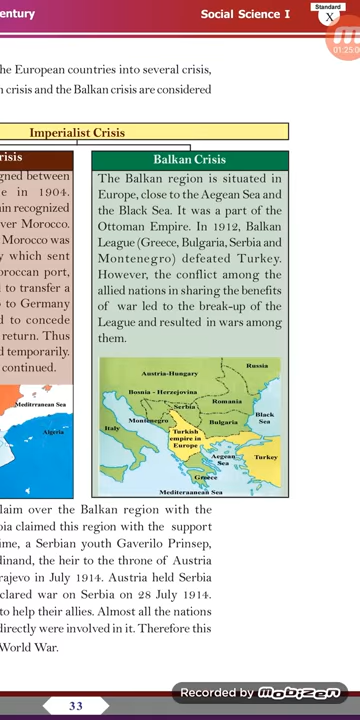 entury
Social Science I
Standard
X
01:25:0
he European countries into several crisis,
n crisis and the Balkan crisis are considered
Imperialist Crisis
risis
gned between
e in 1904.
ain recognized
ver Morocco.
Morocco was
y which sent
oroccan port,
d to transfer a
o to Germany
d to concede
return. Thus
d temporarily.
continued.
Balkan Crisis
The Balkan region is situated in
Europe, close to the Aegean Sea and
the Black Sea. It was a part of the
Ottoman Empire. In 1912, Balkan
League (Greece, Bulgaria, Serbia and
Montenegro) defeated Turkey.
However, the conflict among the
allied nations in sharing the benefits
of war led to the break-up of the
League and resulted in wars among
them.
Mediterranean Sea
Algeria
Russia
Austria-Hungary
Bosnia - Herzejovina
Romania
Serbia
Black
Sea
Montenegro
Bulgaria
Italy
Turkish
empire in
Europe
Aegean
Sea
Turkey
Greece
Mediteraanean Sea
laim over the Balkan region with the
bia claimed this region with the support
ime, a Serbian youth Gaverilo Prinsep,
dinand, the heir to the throne of Austria
rajevo in July 1914. Austria held Serbia
clared war on Serbia on 28 July 1914.
to help their allies. Almost all the nations
directly were involved in it. Therefore this
World War.
33
Recorded by mobizen